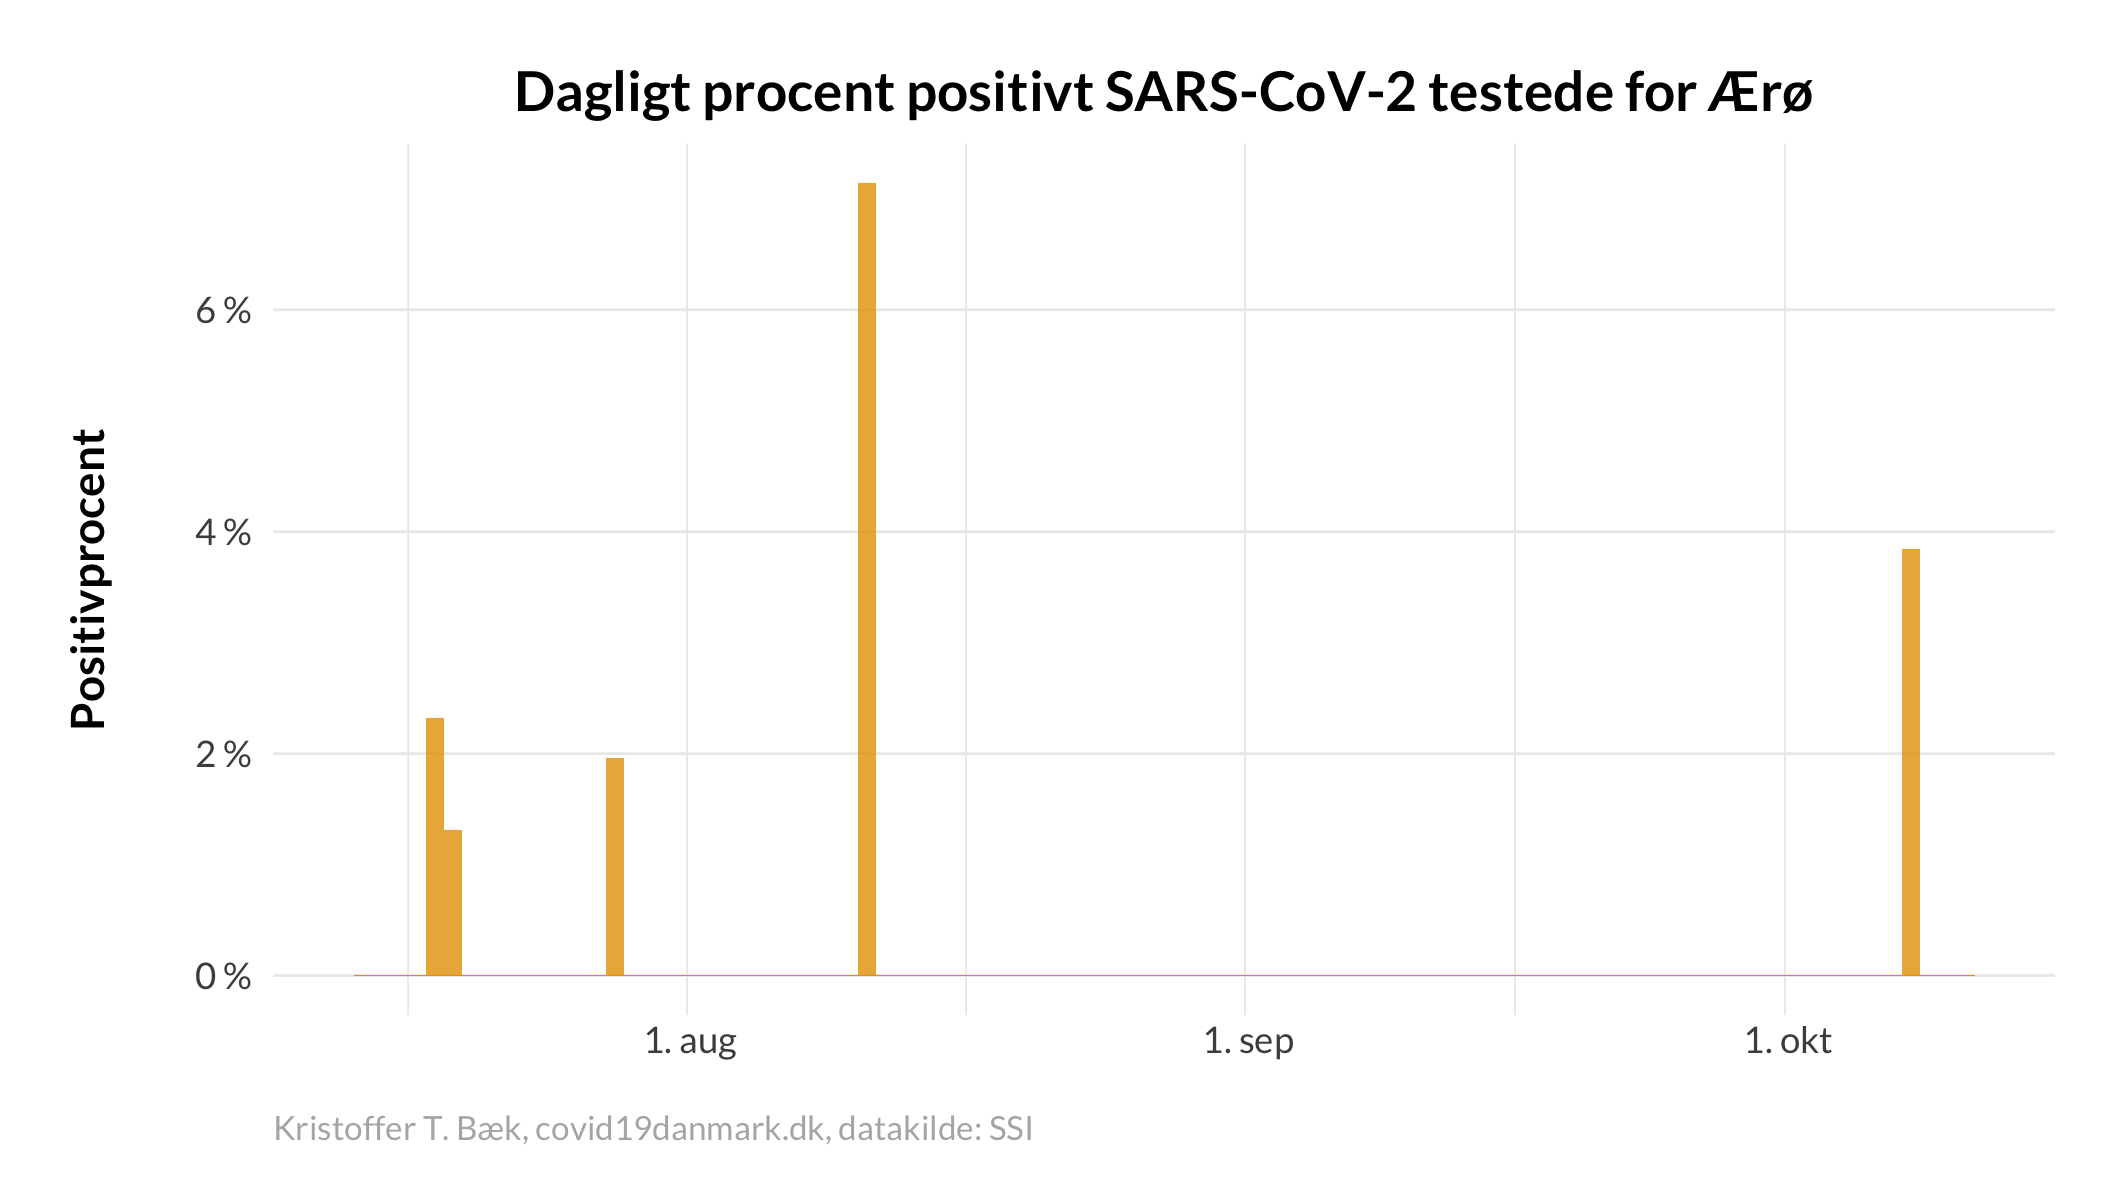 Dagligt procent positivt SARS-CoV-2 testede for Ærø
Positivprocent
6 %
4 %
2 %
0 %
1. aug
1. sep
1. okt
Kristoffer T. Bæk, covid19danmark.dk, datakilde: SSI